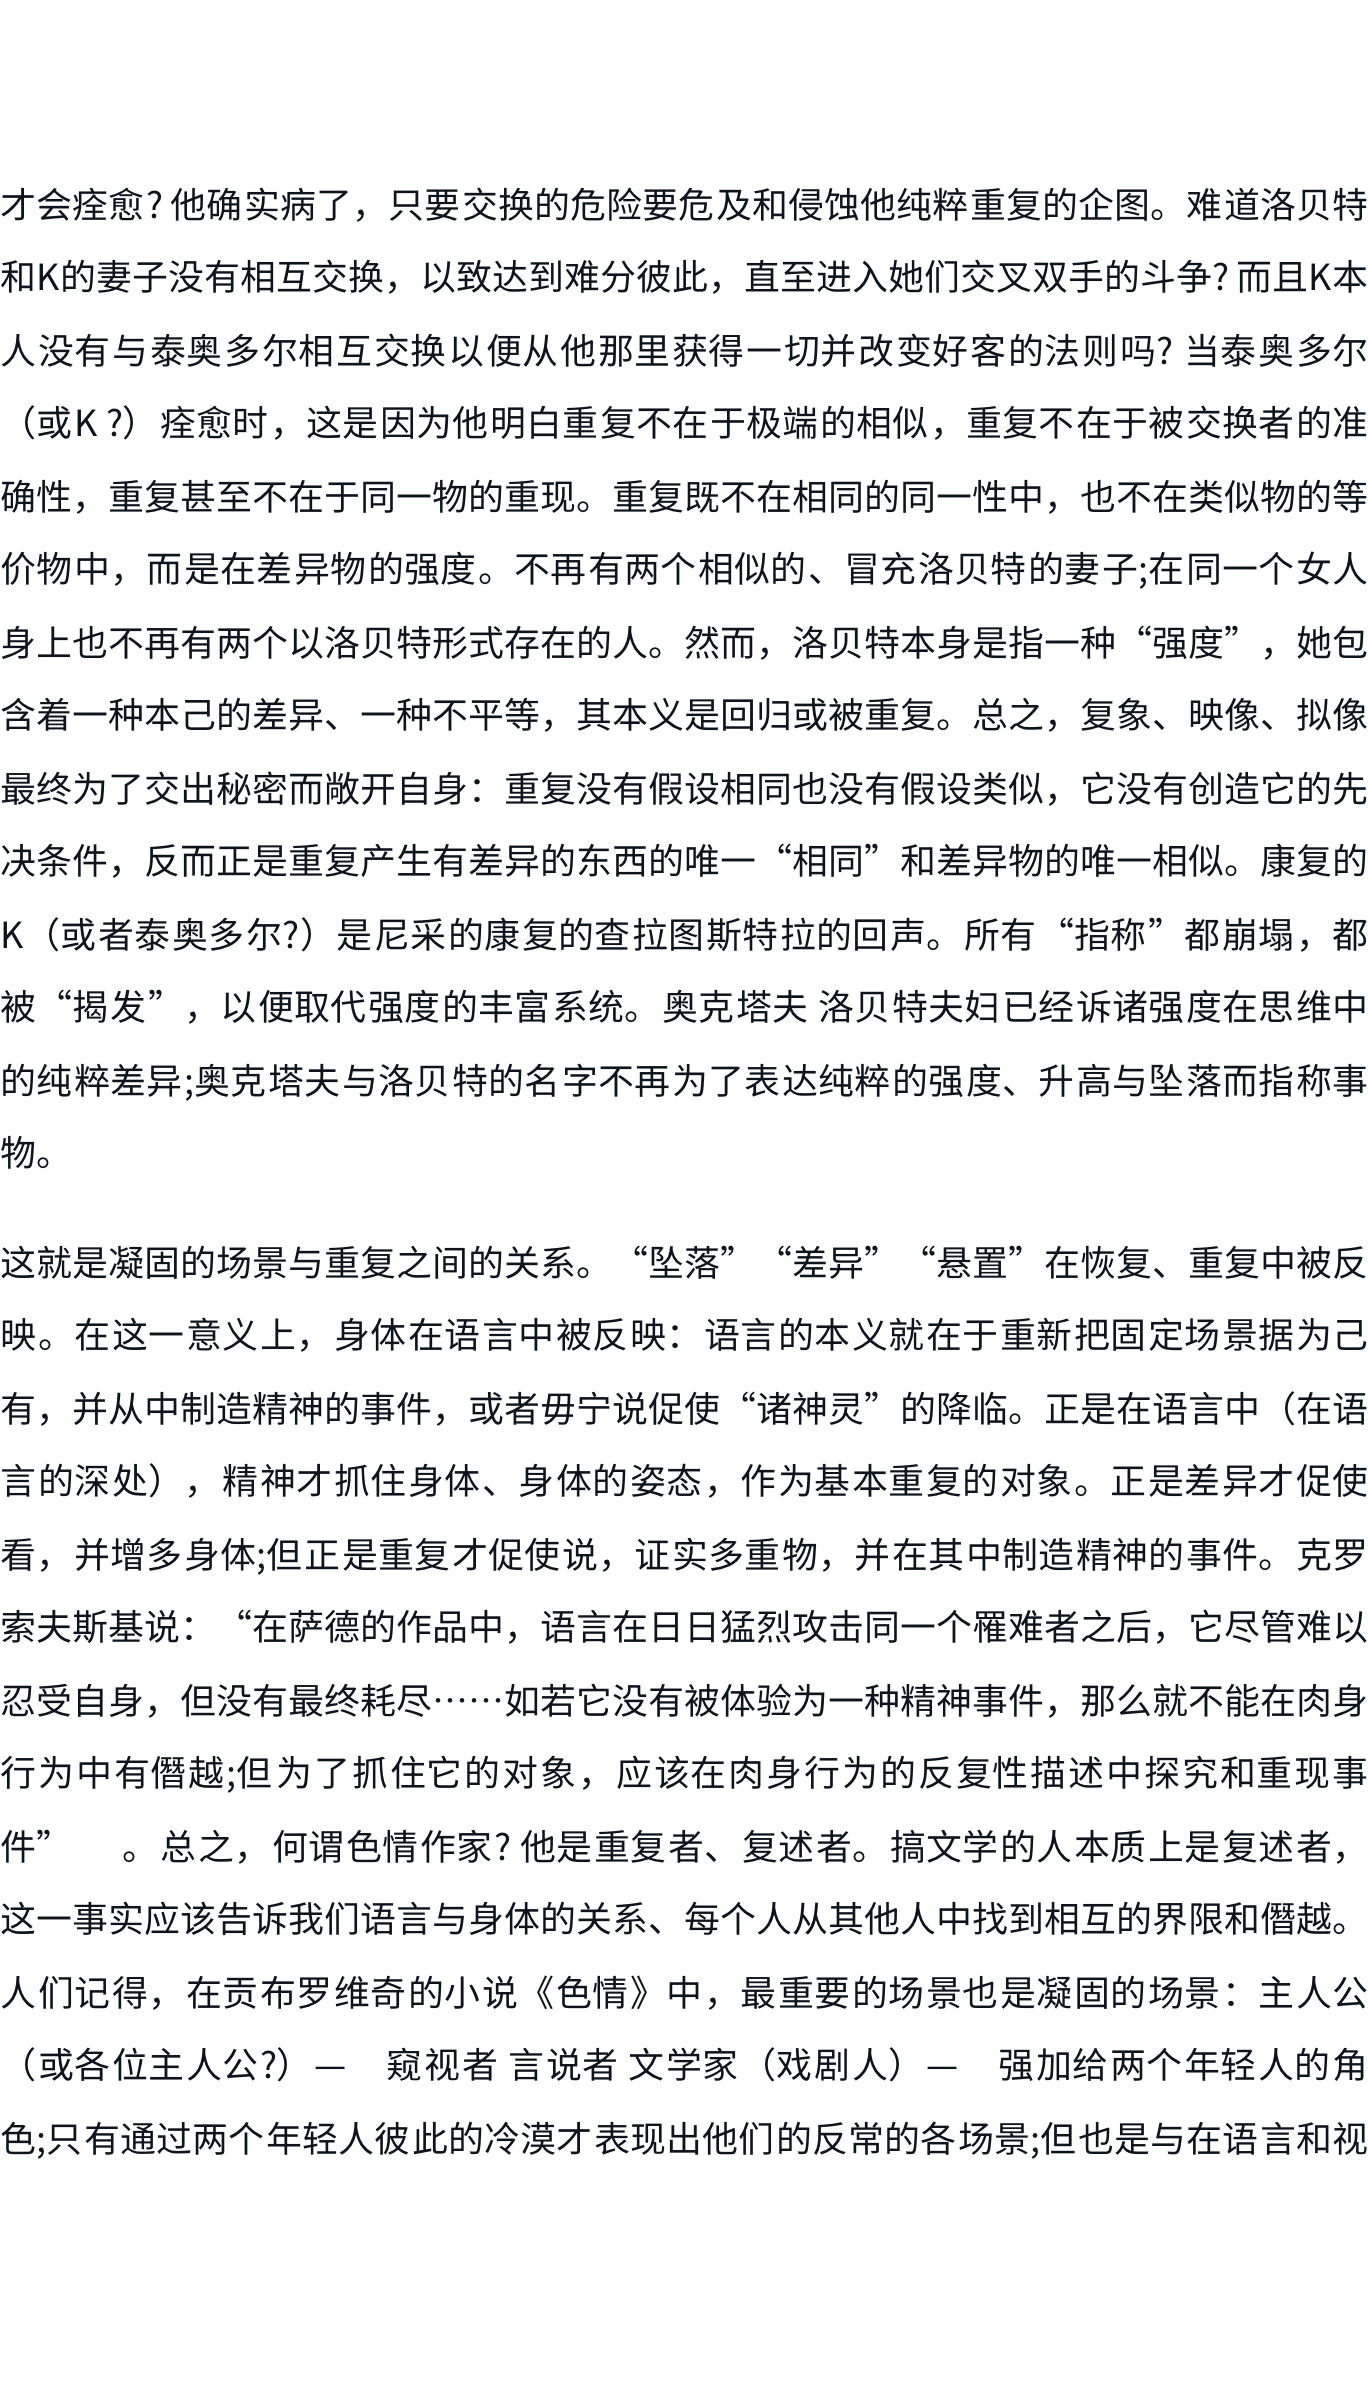 才会痊愈? 他确实病了，只要交换的危险要危及和侵蚀他纯粹重复的企图。难道洛贝特
和K的妻子没有相互交换，以致达到难分彼此，直至进入她们交叉双手的斗争? 而且K本
人没有与泰奥多尔相互交换以便从他那里获得一切并改变好客的法则吗? 当泰奥多尔
（或K ?）痊愈时，这是因为他明白重复不在于极端的相似，重复不在于被交换者的准
确性，重复甚至不在于同一物的重现。重复既不在相同的同一性中，也不在类似物的等
价物中，而是在差异物的强度。不再有两个相似的、冒充洛贝特的妻子;在同一个女人
身上也不再有两个以洛贝特形式存在的人。然而，洛贝特本身是指一种“强度”，她包
含着一种本己的差异、一种不平等，其本义是回归或被重复。总之，复象、映像、拟像
最终为了交出秘密而敞开自身：重复没有假设相同也没有假设类似，它没有创造它的先
决条件，反而正是重复产生有差异的东西的唯一“相同”和差异物的唯一相似。康复的
K（或者泰奥多尔?）是尼采的康复的查拉图斯特拉的回声。所有“指称”都崩塌，都
被“揭发”，以便取代强度的丰富系统。奥克塔夫 洛贝特夫妇已经诉诸强度在思维中
的纯粹差异;奥克塔夫与洛贝特的名字不再为了表达纯粹的强度、升高与坠落而指称事
物。
这就是凝固的场景与重复之间的关系。“坠落”“差异”“悬置”在恢复、重复中被反
映。在这一意义上，身体在语言中被反映：语言的本义就在于重新把固定场景据为己
有，并从中制造精神的事件，或者毋宁说促使“诸神灵”的降临。正是在语言中（在语
言的深处），精神才抓住身体、身体的姿态，作为基本重复的对象。正是差异才促使
看，并增多身体;但正是重复才促使说，证实多重物，并在其中制造精神的事件。克罗
索夫斯基说：“在萨德的作品中，语言在日日猛烈攻击同一个罹难者之后，它尽管难以
忍受自身，但没有最终耗尽……如若它没有被体验为一种精神事件，那么就不能在肉身
行为中有僭越;但为了抓住它的对象，应该在肉身行为的反复性描述中探究和重现事
件”　。总之，何谓色情作家? 他是重复者、复述者。搞文学的人本质上是复述者，
这一事实应该告诉我们语言与身体的关系、每个人从其他人中找到相互的界限和僭越。
人们记得，在贡布罗维奇的小说《色情》中，最重要的场景也是凝固的场景：主人公
（或各位主人公?）—　窥视者 言说者 文学家（戏剧人）—　强加给两个年轻人的角
色;只有通过两个年轻人彼此的冷漠才表现出他们的反常的各场景;但也是与在语言和视